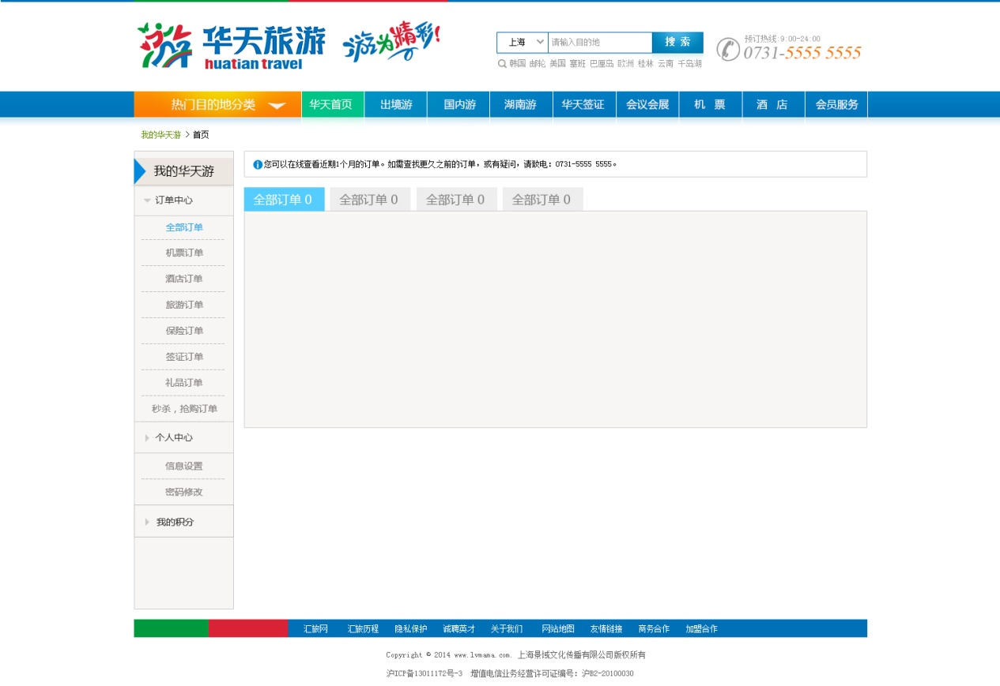 游 华天旅游 huatian travel 游为精彩!
上海 请输入目的地 搜 索
韩国 邮轮 美国 塞班 巴厘岛 欧洲 桂林 云南 千岛湖
预订热线:9:00-24:00
0731-5555 5555
热门目的地分类 华天首页 出境游 国内游 湖南游 华天签证 会议会展 机 票 酒 店 会员服务
我的华天游 > 首页
我的华天游
订单中心
全部订单
机票订单
酒店订单
旅游订单
保险订单
签证订单
礼品订单
秒杀，抢购订单
个人中心
信息设置
密码修改
我的积分
您可以在线查看近期1个月的订单。如需查找更久之前的订单，或有疑问，请致电：0731-5555 5555。
全部订单 0 全部订单 0 全部订单 0 全部订单 0
汇旅网 汇旅历程 隐私保护 诚聘英才 关于我们 网站地图 友情链接 商务合作 加盟合作
Copyright © 2014 www.lvmama.com. 上海景域文化传播有限公司版权所有
沪ICP备13011172号-3 增值电信业务经营许可证编号：沪B2-20100030